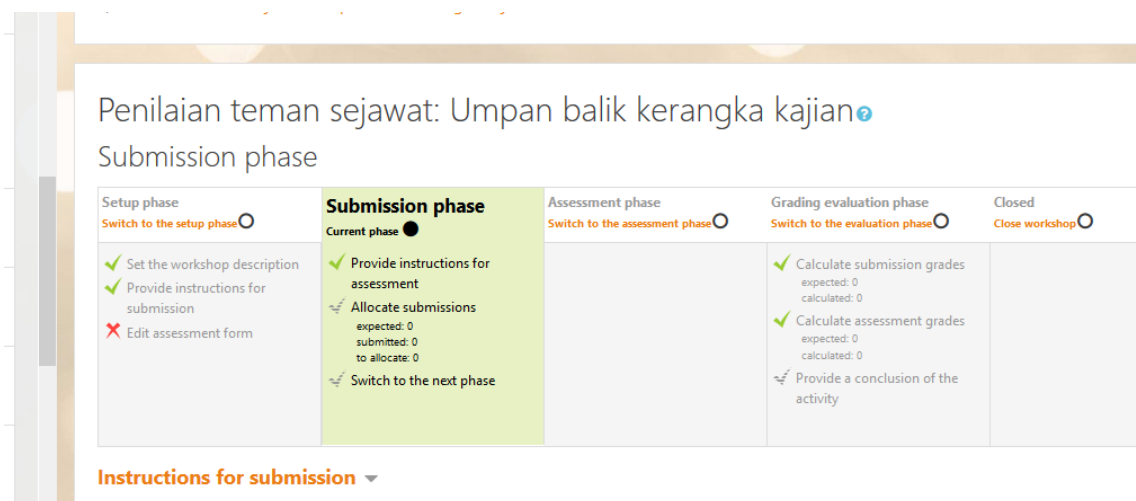 Penilaian teman sejawat: Umpan balik kerangka kajian
Submission phase
Setup phase
Switch to the setup phase
Set the workshop description
Provide instructions for
submission
Edit assessment form
Submission phase
Current phase
Provide instructions for
assessment
Allocate submissions
expected: 0
submitted: 0
to allocate: 0
Switch to the next phase
Assessment phase
Switch to the assessment phase
Grading evaluation phase
Switch to the evaluation phase
Calculate submission grades
expected: 0
calculated: 0
Calculate assessment grades
expected: 0
calculated: 0
Provide a conclusion of the
activity
Closed
Close workshop
Instructions for submission